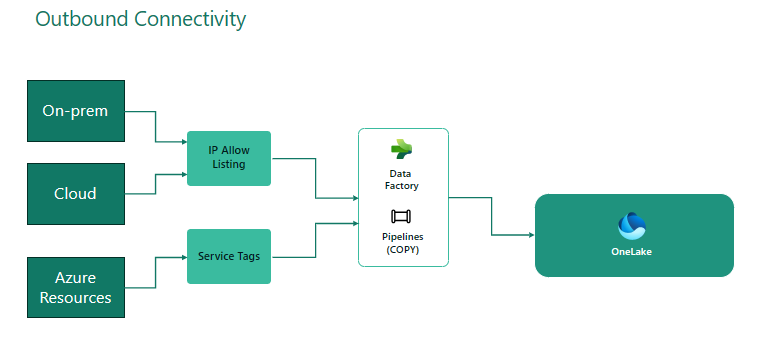 Outbound Connectivity
On-prem
Cloud
Azure
Resources
IP Allow
Listing
Service Tags
Data
Factory
Pipelines
(COPY)
OneLake